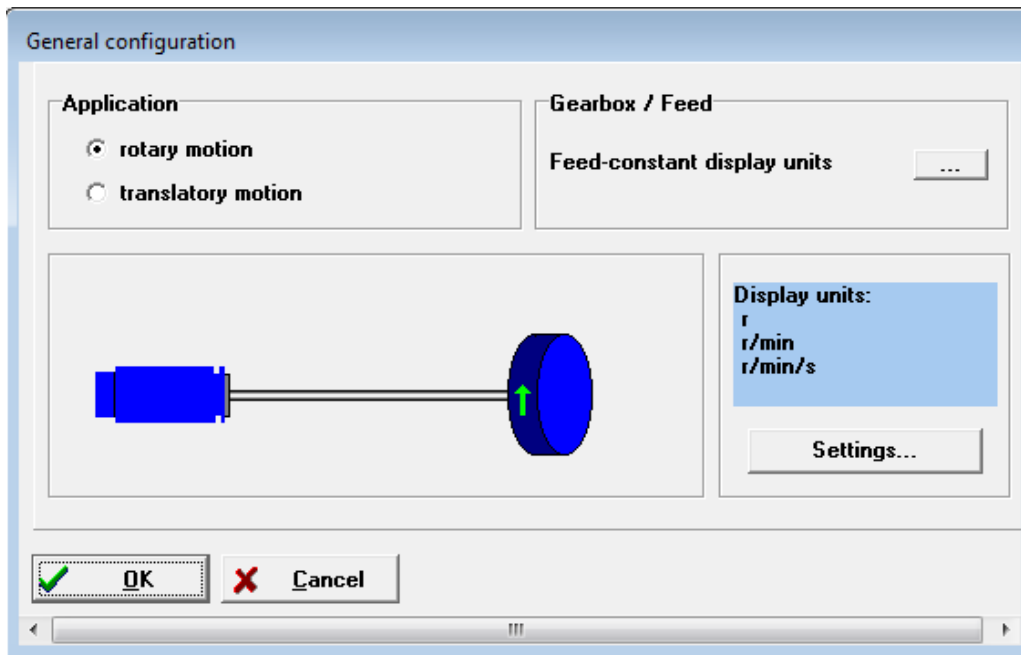 General configuration
Application
rotary motion
translatory motion
Gearbox / Feed
Feed-constant display units
...
Display units:
r
r/min
r/min/s
Settings...
OK
Cancel